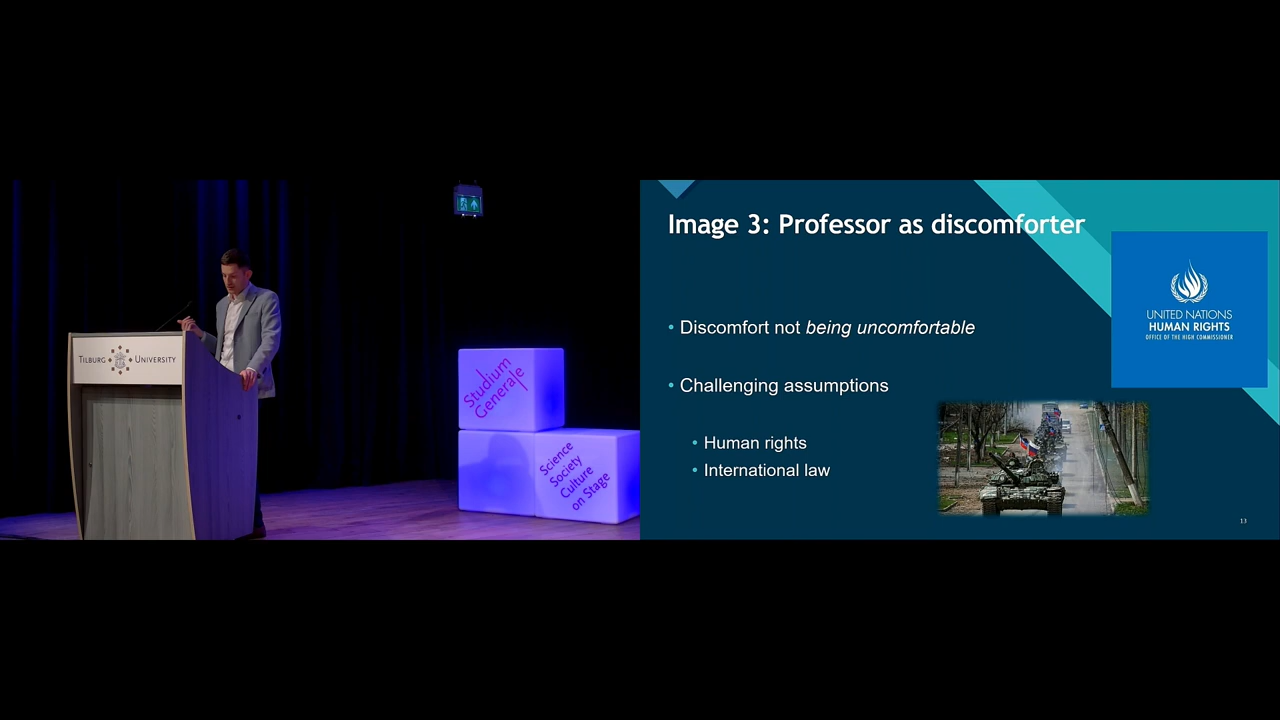 TILBURG UNIVERSITY
Studium
Generale
Science
Society
Culture
on Stage
Image 3: Professor as discomforter
UNITED NATIONS
HUMAN RIGHTS
OFFICE OF THE HIGH COMMISSIONER
• Discomfort not being uncomfortable
• Challenging assumptions
• Human rights
• International law
13